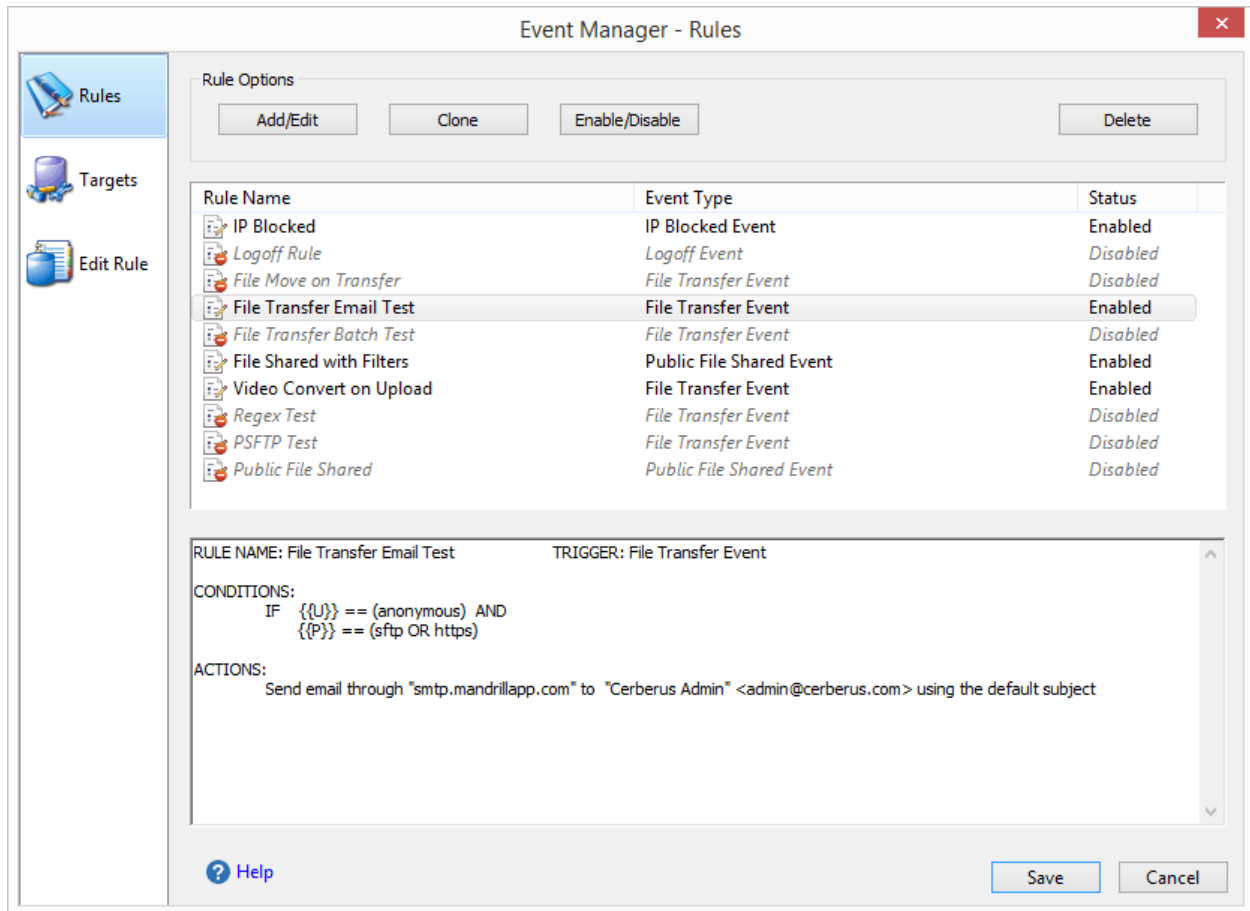 Event Manager - Rules
Rules
Targets
Edit Rule
Rule Options
Add/Edit Clone Enable/Disable Delete
Rule Name Event Type Status
IP Blocked IP Blocked Event Enabled
Logoff Rule Logoff Event Disabled
File Move on Transfer File Transfer Event Disabled
File Transfer Email Test File Transfer Event Enabled
File Transfer Batch Test File Transfer Event Disabled
File Shared with Filters Public File Shared Event Enabled
Video Convert on Upload File Transfer Event Enabled
Regex Test File Transfer Event Disabled
PSFTP Test File Transfer Event Disabled
Public File Shared Public File Shared Event Disabled
RULE NAME: File Transfer Email Test TRIGGER: File Transfer Event
CONDITIONS:
IF {{U}} == (anonymous) AND
{{P}} == (sftp OR https)
ACTIONS:
Send email through "smtp.mandrillapp.com" to "Cerberus Admin" <admin@cerberus.com> using the default subject
Help
Save Cancel